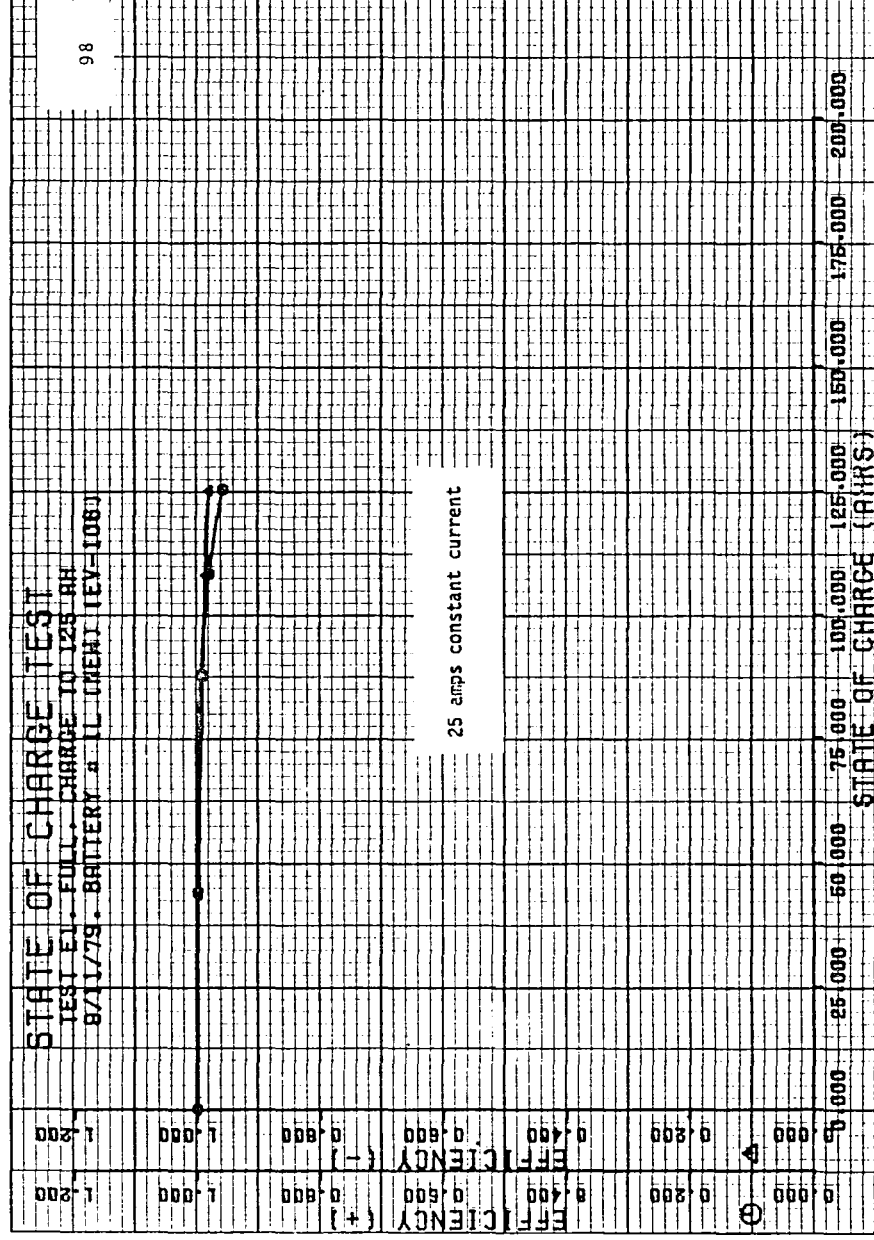 98
STATE OF CHARGE TEST
TEST E1. FULL. CHARGE TO 125 AH
9/11/79. BATTERY # 1L (NEW) (EV-106)
25 amps constant current
EFFICIENCY (+)
0.000 0.200 0.400 0.600 0.800 1.000 1.200
EFFICIENCY (-)
0.000 0.200 0.400 0.600 0.800 1.000 1.200
0.000 25.000 50.000 75.000 100.000 125.000 150.000 175.000 200.000
STATE OF CHARGE (AHRS)